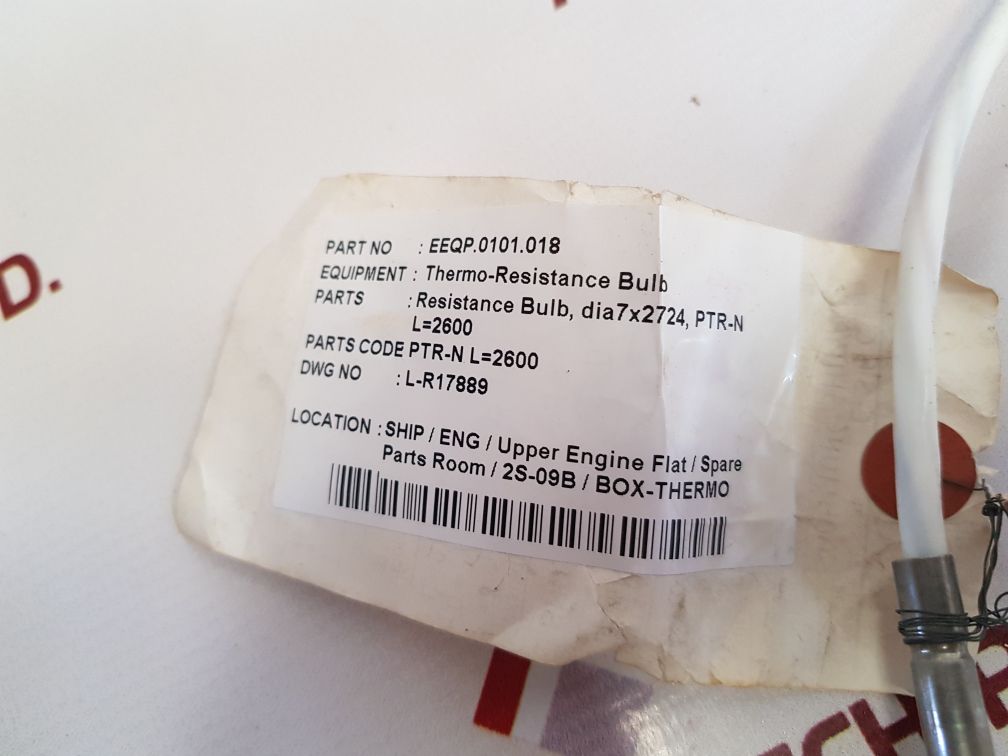 PART NO : EEQP.0101.018
EQUIPMENT : Thermo-Resistance Bulb
PARTS : Resistance Bulb, dia7x2724, PTR-N
L=2600
PARTS CODE PTR-N L=2600
DWG NO : L-R17889
LOCATION : SHIP / ENG / Upper Engine Flat / Spare
Parts Room / 2S-09B / BOX-THERMO
D.